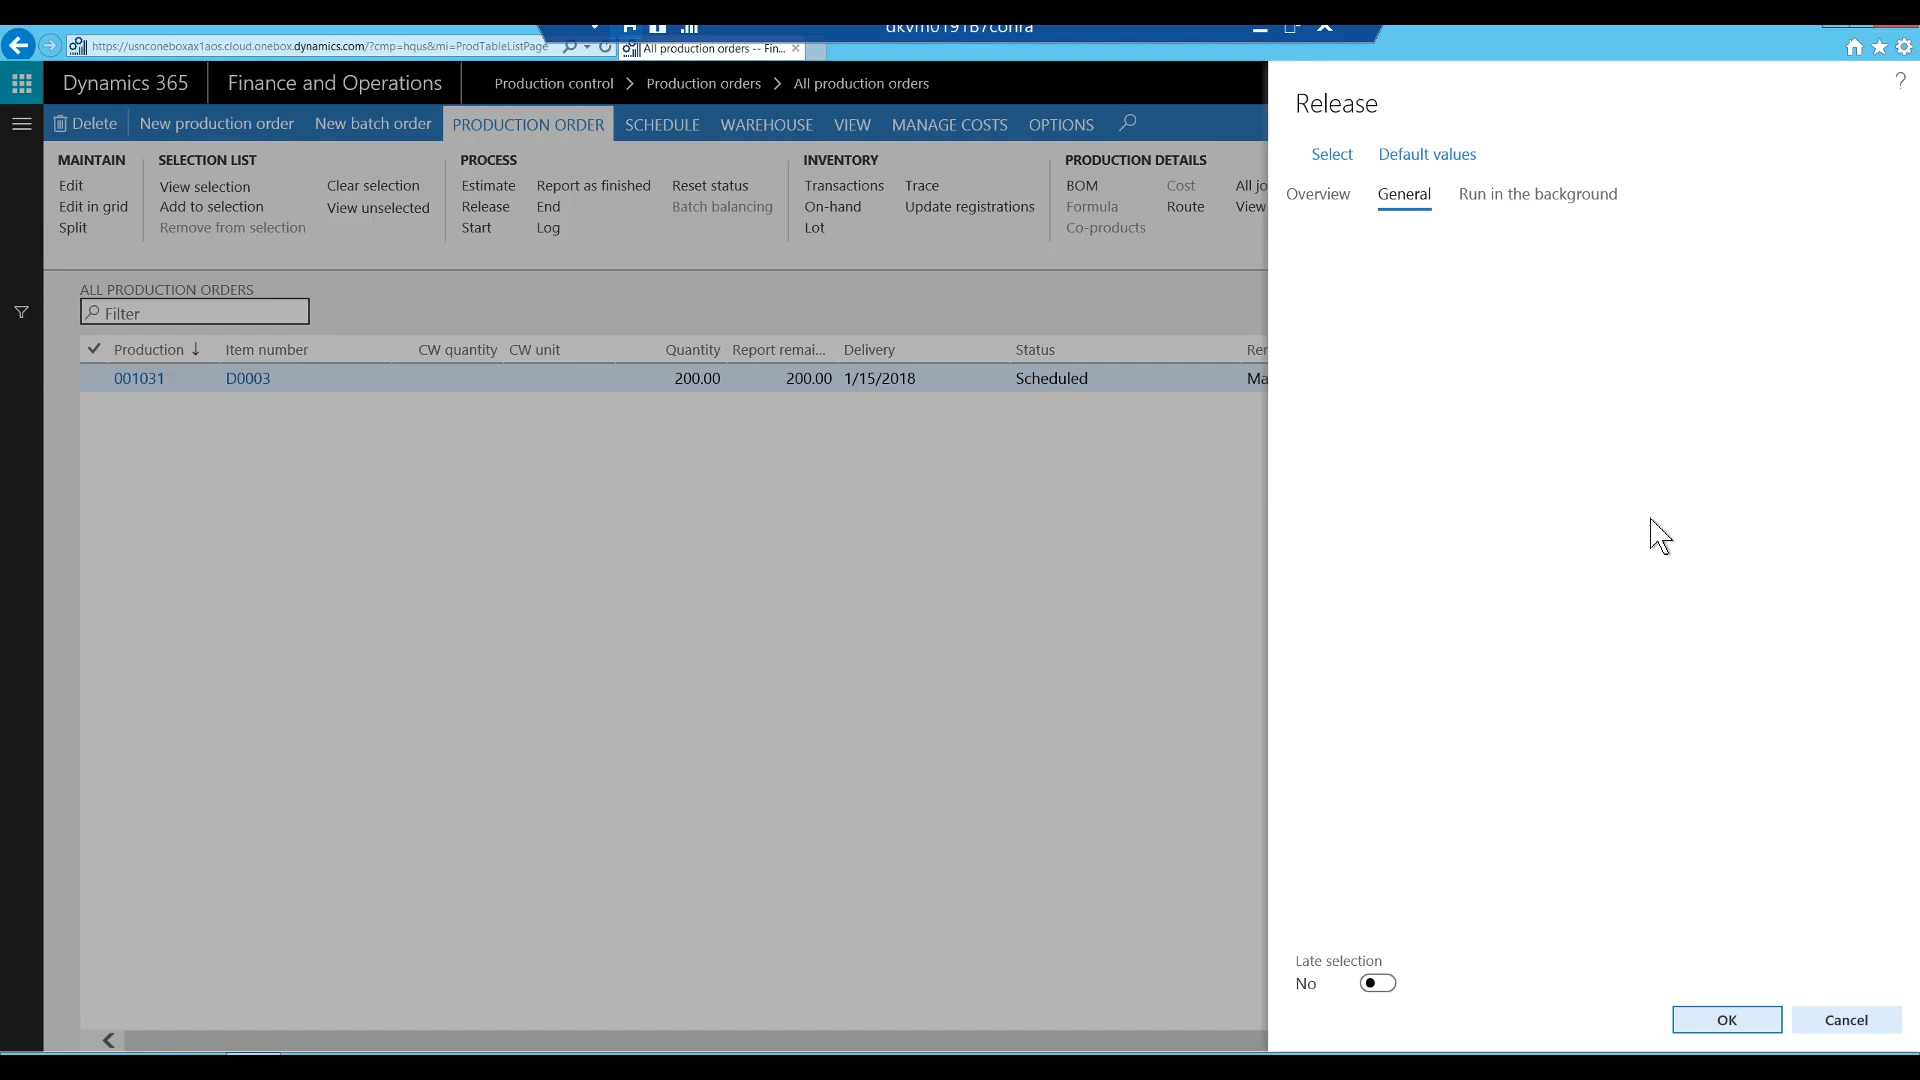 dkvm0191B7conra
https://usnconeboxax1aos.cloud.onebox.dynamics.com/?cmp=hqus&mi=ProdTableListPage
All production orders -- Fin...
Dynamics 365
Finance and Operations
Production control > Production orders > All production orders
?
Release
Delete
New production order
New batch order
PRODUCTION ORDER
SCHEDULE
WAREHOUSE
VIEW
MANAGE COSTS
OPTIONS
Select
Default values
Overview
General
Run in the background
MAINTAIN
Edit
Edit in grid
Split
SELECTION LIST
View selection
Add to selection
Remove from selection
Clear selection
View unselected
PROCESS
Estimate
Release
Start
Report as finished
End
Log
Reset status
Batch balancing
INVENTORY
Transactions
On-hand
Lot
Trace
Update registrations
PRODUCTION DETAILS
BOM
Formula
Co-products
Cost
Route
All jo
View
ALL PRODUCTION ORDERS
Filter
Production Item number CW quantity CW unit Quantity Report remai... Delivery Status Rer
001031 D0003 200.00 200.00 1/15/2018 Scheduled Ma
Late selection
No
OK
Cancel